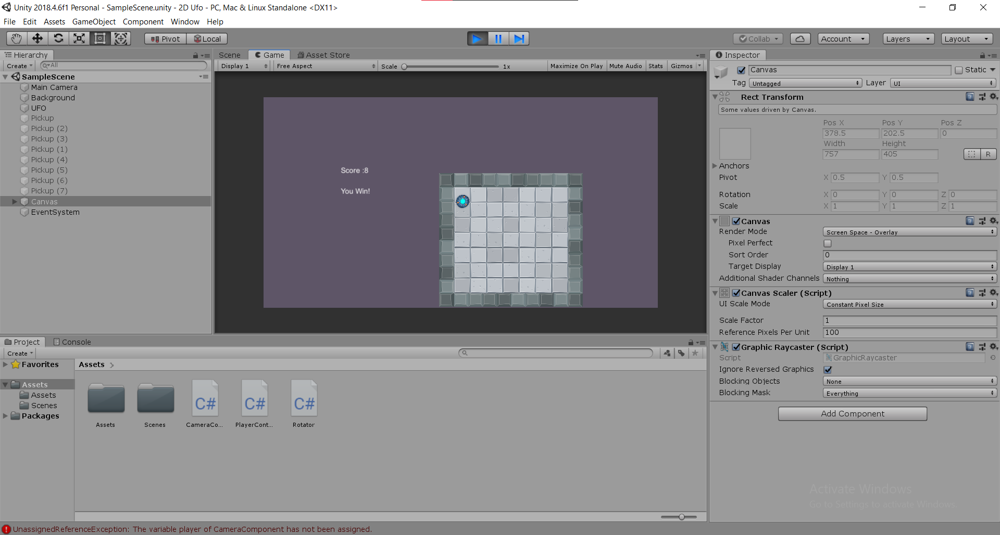 Unity 2018.4.6f1 Personal - SampleScene.unity - 2D Ufo - PC, Mac & Linux Standalone <DX11>
File Edit Assets GameObject Component Window Help
Pivot Local Collab Account Layers Layout
Hierarchy
Create All
SampleScene
Main Camera
Background
UFO
Pickup
Pickup (2)
Pickup (3)
Pickup (1)
Pickup (4)
Pickup (5)
Pickup (6)
Pickup (7)
Canvas
EventSystem
Scene Game Asset Store
Display 1 Free Aspect Scale 1x Maximize On Play Mute Audio Stats Gizmos
Score :8
You Win!
Inspector
Canvas Static
Tag Untagged Layer UI
Rect Transform
Some values driven by Canvas.
Pos X Pos Y Pos Z
378.5 202.5 0
Width Height
757 405 R
Anchors
Pivot X 0.5 Y 0.5
Rotation X 0 Y 0 Z 0
Scale X 1 Y 1 Z 1
Canvas
Render Mode Screen Space - Overlay
Pixel Perfect
Sort Order 0
Target Display Display 1
Additional Shader Channels Nothing
Canvas Scaler (Script)
UI Scale Mode Constant Pixel Size
Scale Factor 1
Reference Pixels Per Unit 100
Graphic Raycaster (Script)
Script GraphicRaycaster
Ignore Reversed Graphics
Blocking Objects None
Blocking Mask Everything
Add Component
Project Console
Create
Favorites
Assets
Assets
Scenes
Packages
Assets
C# C# C#
Assets Scenes CameraCo... PlayerCont... Rotator
Activate Windows
Go to Settings to activate Windows.
UnassignedReferenceException: The variable player of CameraComponent has not been assigned.